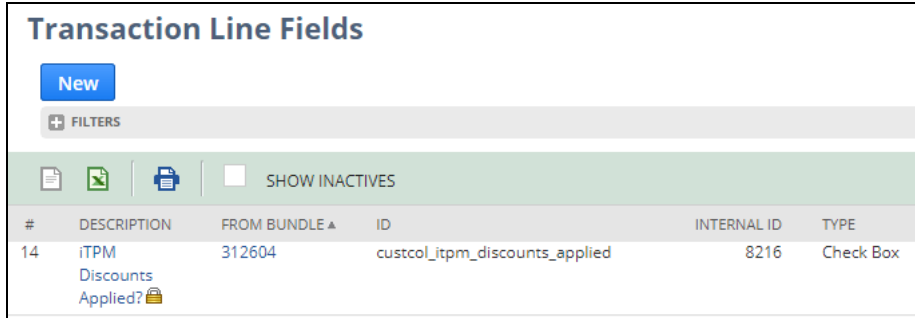 Transaction Line Fields
New
FILTERS
SHOW INACTIVES
# DESCRIPTION FROM BUNDLE▲ ID INTERNAL ID TYPE
14 iTPM 312604 custcol_itpm_discounts_applied 8216 Check Box
Discounts
Applied?